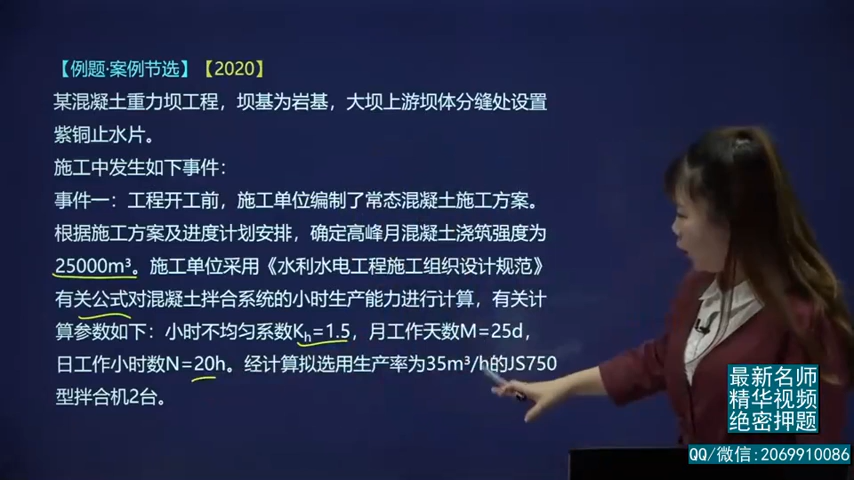 【例题·案例节选】【2020】
某混凝土重力坝工程，坝基为岩基，大坝上游坝体分缝处设置
紫铜止水片。
施工中发生如下事件：
事件一：工程开工前，施工单位编制了常态混凝土施工方案。
根据施工方案及进度计划安排，确定高峰月混凝土浇筑强度为
25000m³。施工单位采用《水利水电工程施工组织设计规范》
有关公式对混凝土拌合系统的小时生产能力进行计算，有关计
算参数如下：小时不均匀系数Kh=1.5，月工作天数M=25d，
日工作小时数N=20h。经计算拟选用生产率为35m³/h的JS750
型拌合机2台。
最新名师
精华视频
绝密押题
QQ/微信:2069910086